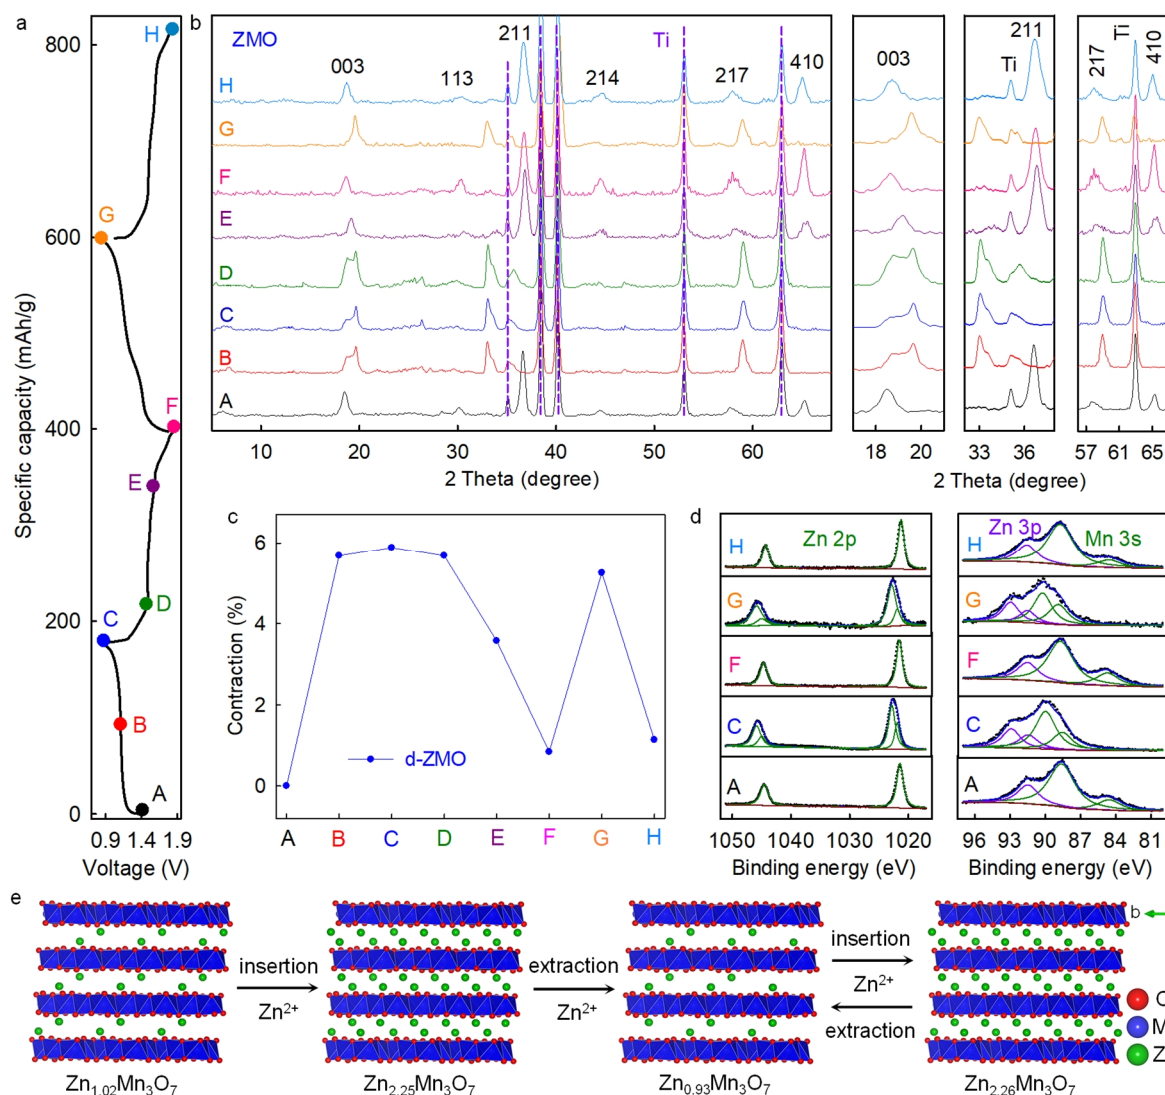 a
800
600
400
200
0
Specific capacity (mAh/g)
H
G
F
E
D
C
B
A
0.9 1.4 1.9
Voltage (V)
b
ZMO
003
113
211
214
Ti
217
410
H
G
F
E
D
C
B
A
10 20 30 40 50 60
2 Theta (degree)
003
Ti
211
217
Ti
410
18 20
33 36
57 61 65
2 Theta (degree)
c
Contraction (%)
6
4
2
0
d-ZMO
A B C D E F G H
d
Zn 2p
H
G
F
C
A
1050 1040 1030 1020
Binding energy (eV)
Zn 3p
Mn 3s
H
G
F
C
A
96 93 90 87 84 81
Binding energy (eV)
e
insertion
Zn2+
extraction
Zn2+
insertion
Zn2+
extraction
b
Zn1.02Mn3O7
Zn2.25Mn3O7
Zn0.93Mn3O7
Zn2.26Mn3O7